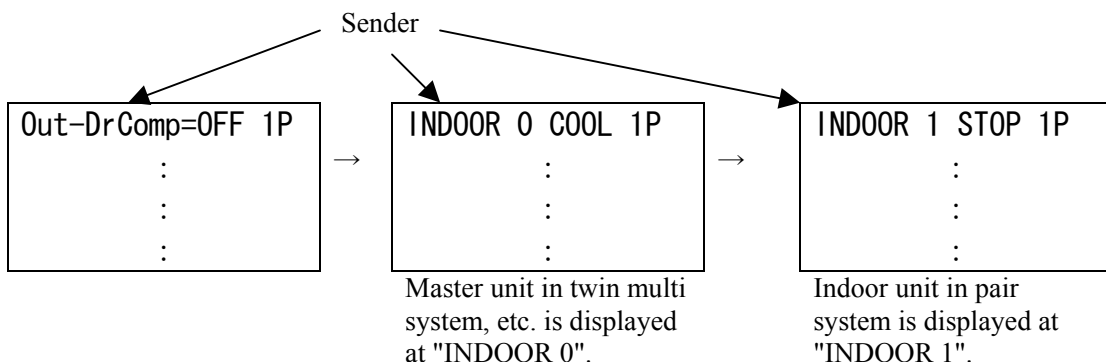 Sender
Out-DrComp=OFF 1P
:
:
:
→
INDOOR 0 COOL 1P
:
:
:
→
INDOOR 1 STOP 1P
:
:
:
Master unit in twin multi
system, etc. is displayed
at "INDOOR 0".
Indoor unit in pair
system is displayed at
"INDOOR 1".